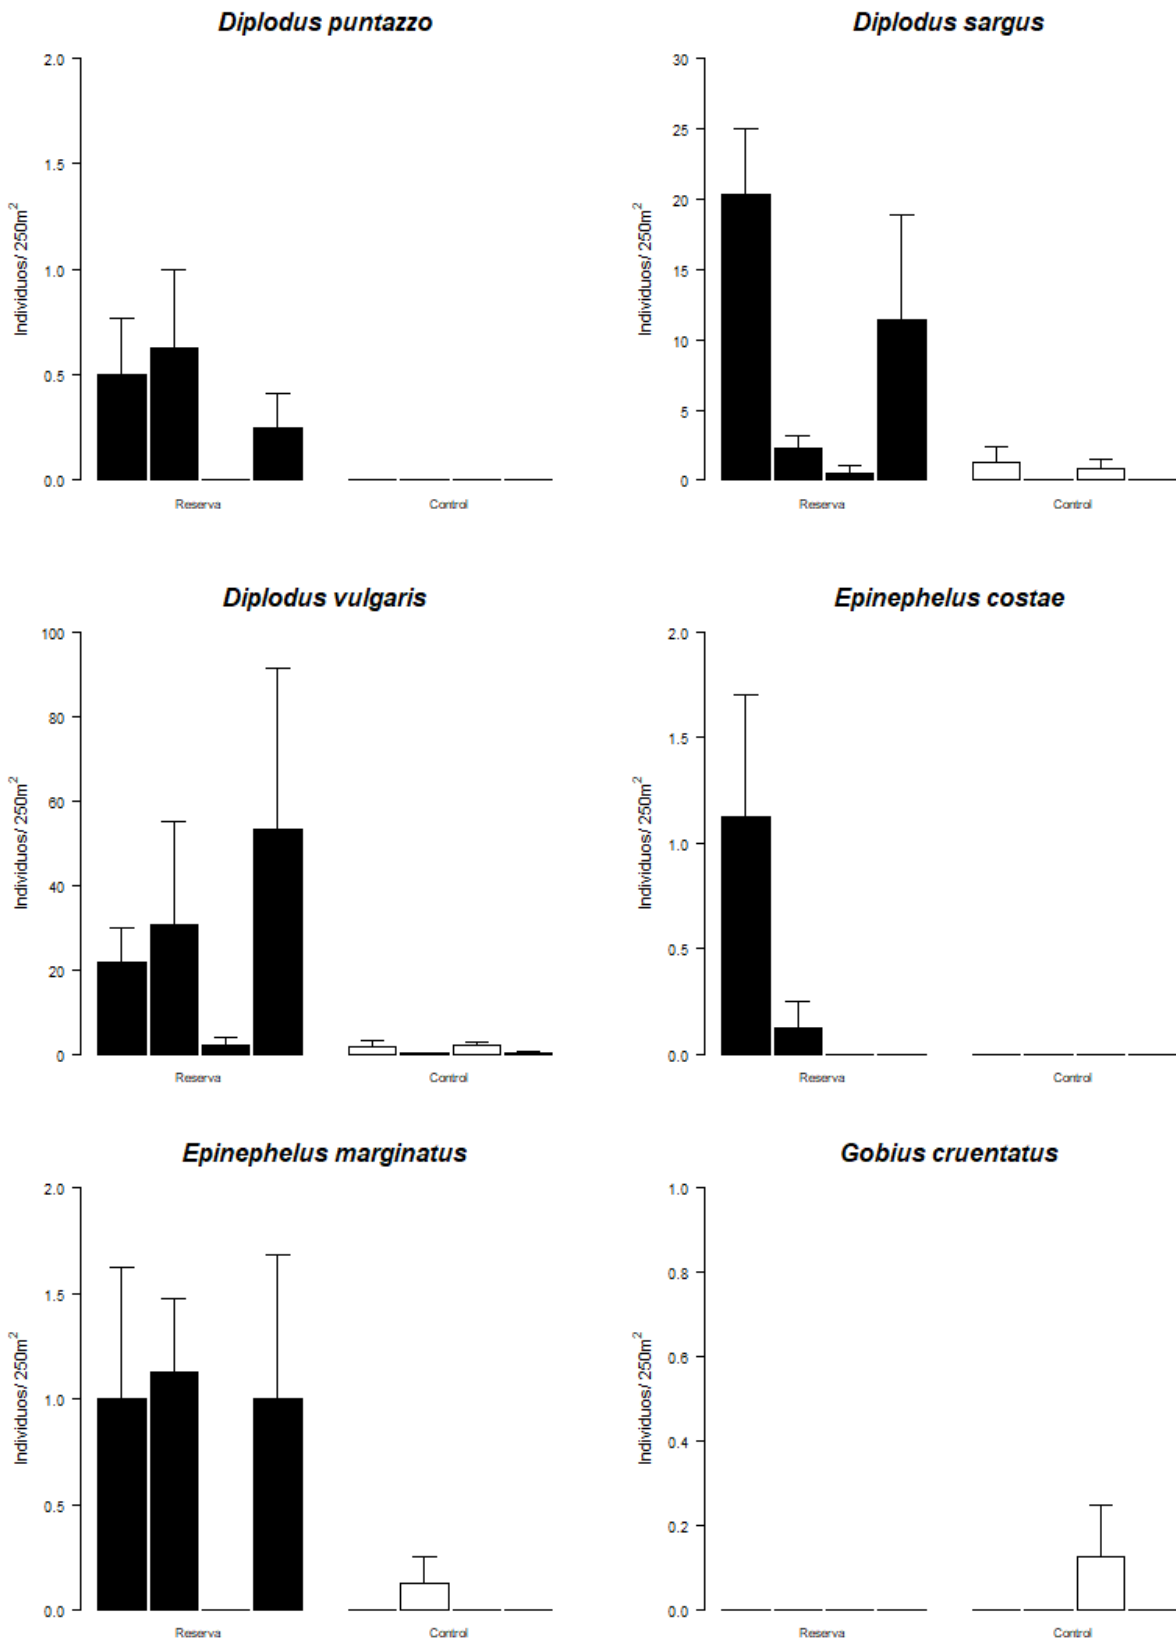 Diplodus puntazzo
2.0
1.5
1.0
0.5
0.0
Individuos/ 250m²
Reserva
Control
Diplodus sargus
30
25
20
15
10
5
0
Individuos/ 250m²
Reserva
Control
Diplodus vulgaris
100
80
60
40
20
0
Individuos/ 250m²
Reserva
Control
Epinephelus costae
2.0
1.5
1.0
0.5
0.0
Individuos/ 250m²
Reserva
Control
Epinephelus marginatus
2.0
1.5
1.0
0.5
0.0
Individuos/ 250m²
Reserva
Control
Gobius cruentatus
1.0
0.8
0.6
0.4
0.2
0.0
Individuos/ 250m²
Reserva
Control